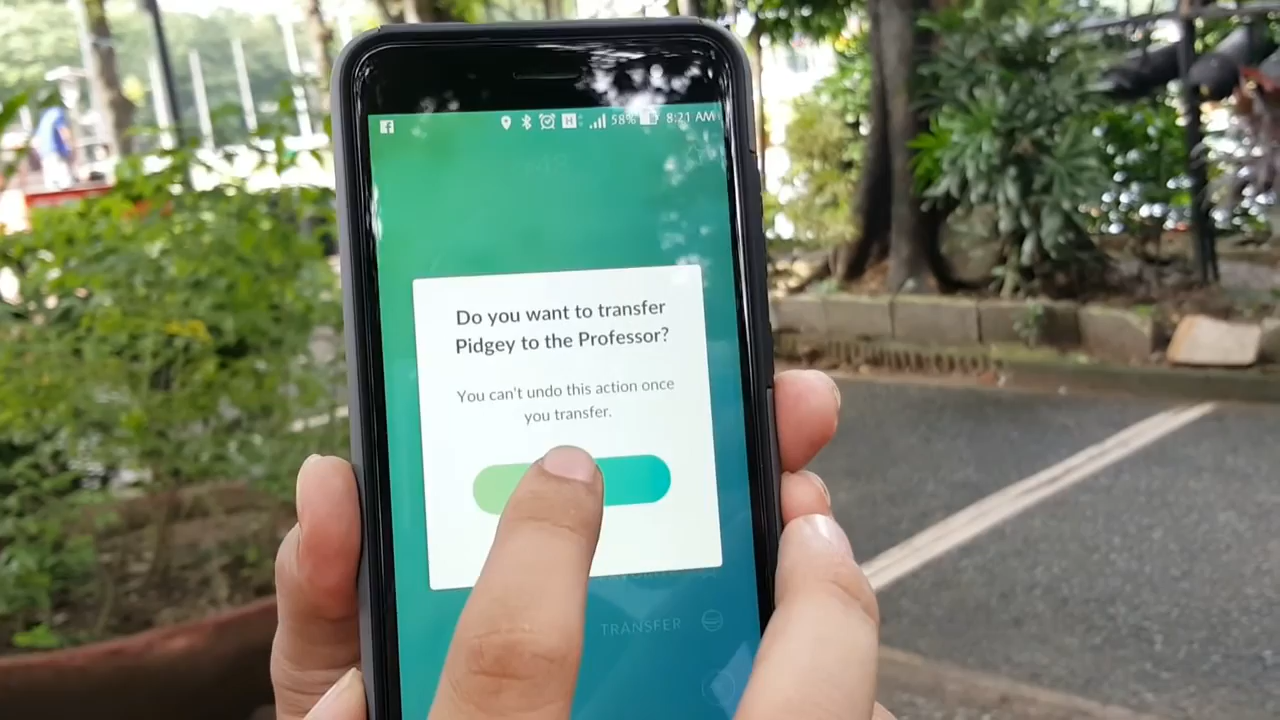 58% 8:21 AM
Do you want to transfer
Pidgey to the Professor?
You can't undo this action once
you transfer.
TRANSFER